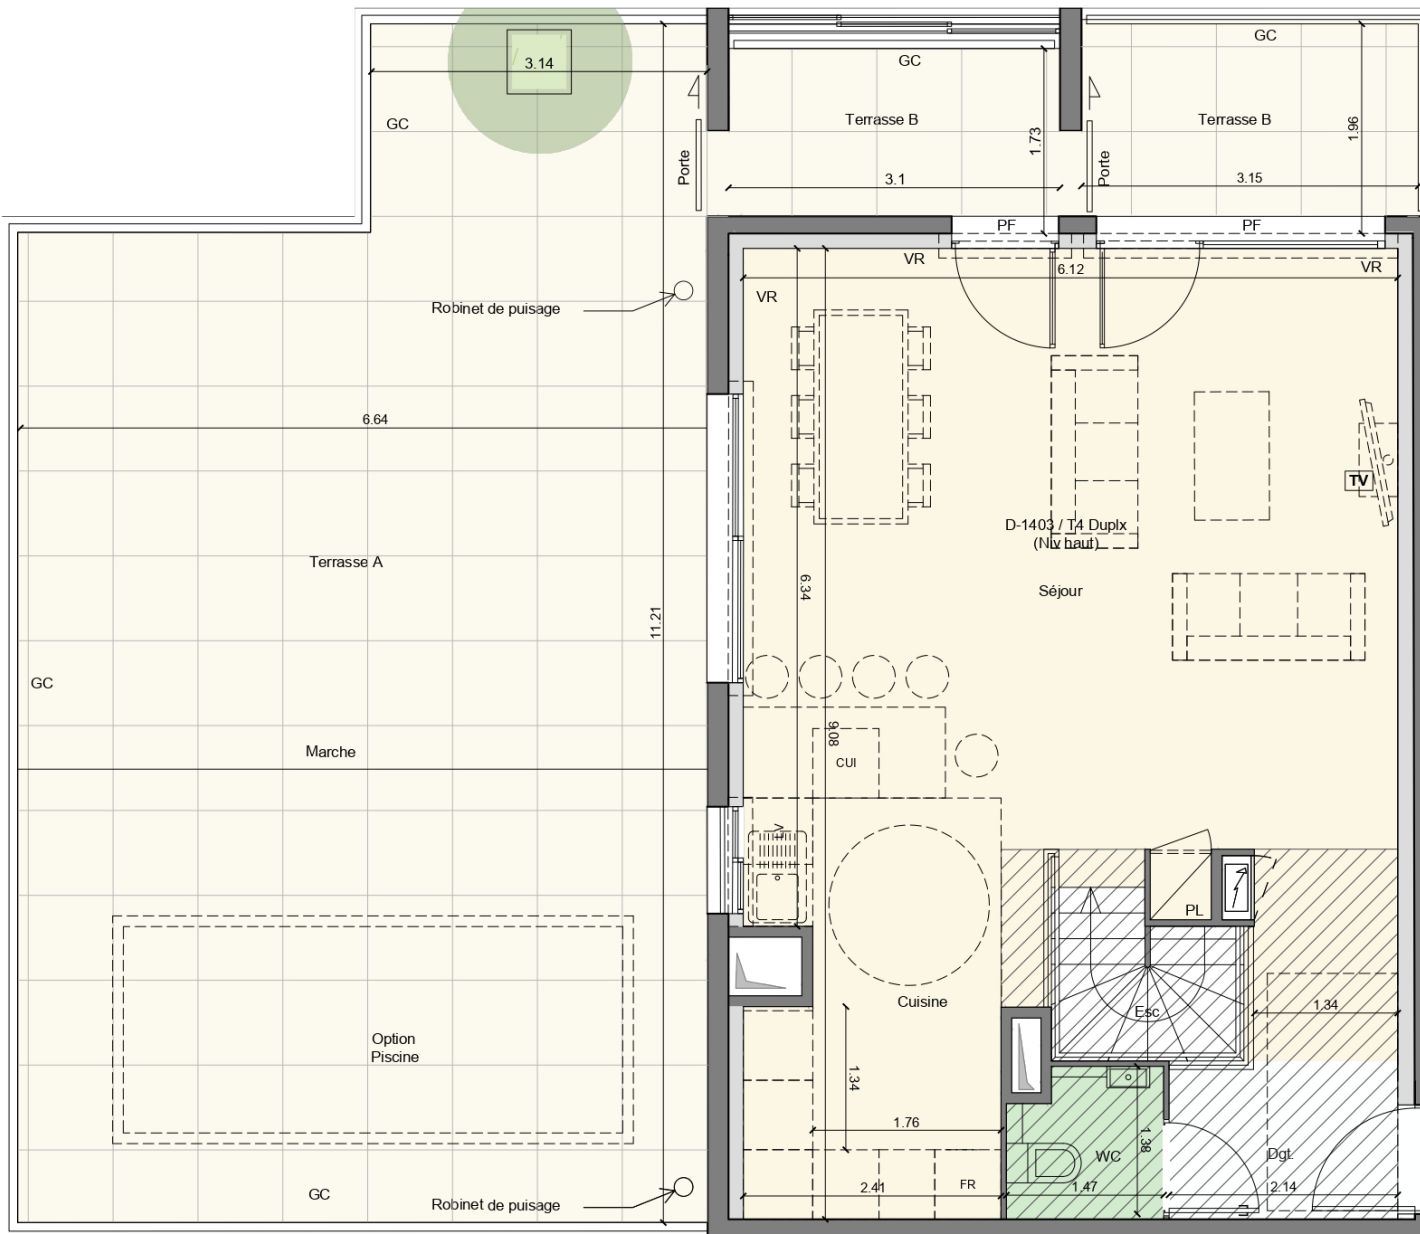 GC
GC
3.14
GC
Terrasse B
Terrasse B
1.73
1.96
Porte
Porte
3.1
3.15
PF
PF
VR
6.12
VR
VR
Robinet de puisage
6.64
TV
D-1403 / T4 Duplx
(Niv haut)
Terrasse A
6.34
Séjour
11.21
GC
9.08
Marche
CUI
LV
PL
Cuisine
Esc
1.34
Option
Piscine
1.34
1.76
1.38
WC
Dgt.
FR
2.41
1.47
2.14
GC
Robinet de puisage